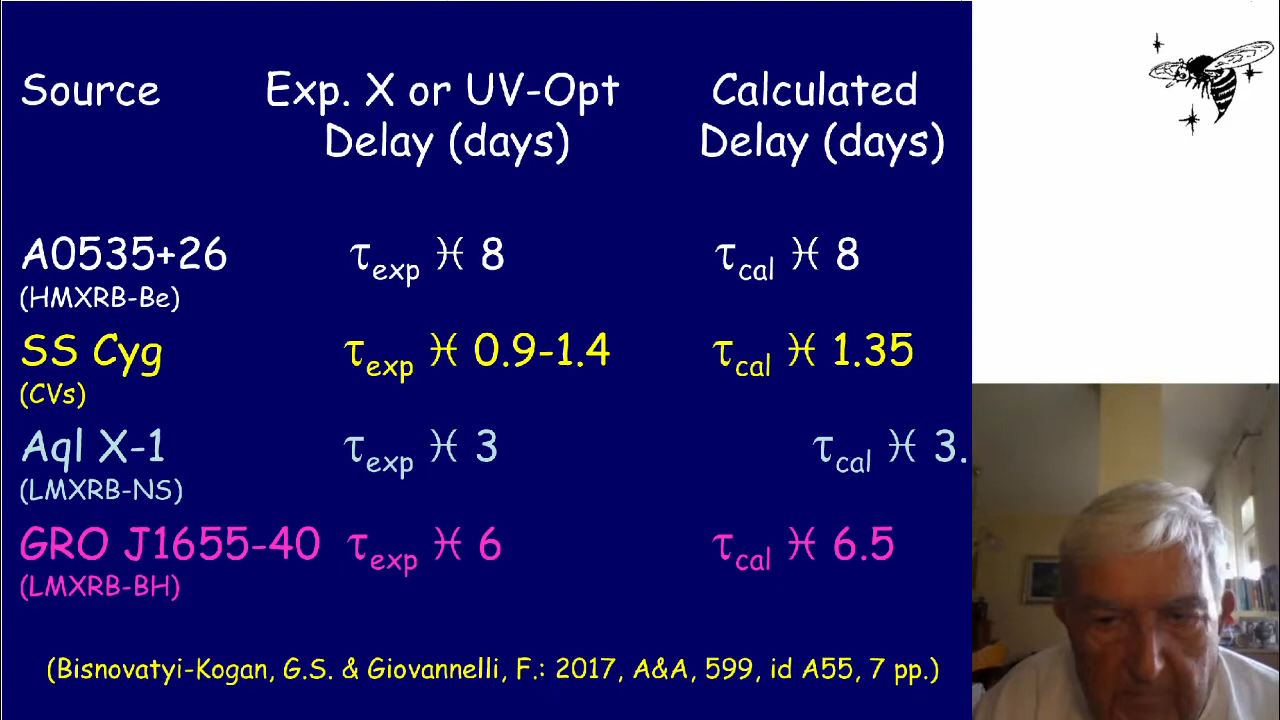 Source Exp. X or UV-Opt Calculated
Delay (days) Delay (days)
A0535+26 τexp ♓ 8 τcal ♓ 8
(HMXRB-Be)
SS Cyg τexp ♓ 0.9-1.4 τcal ♓ 1.35
(CVs)
Aql X-1 τexp ♓ 3 τcal ♓ 3.
(LMXRB-NS)
GRO J1655-40 τexp ♓ 6 τcal ♓ 6.5
(LMXRB-BH)
(Bisnovatyi-Kogan, G.S. & Giovannelli, F.: 2017, A&A, 599, id A55, 7 pp.)